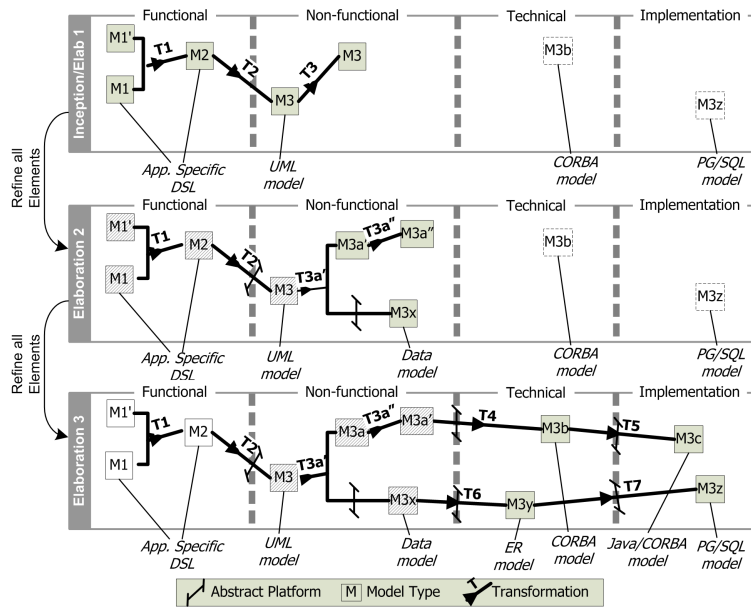 Functional Non-functional Technical Implementation
Inception/Elab 1
M1' T1 M2 T2 T3 M3 M3b
M1 M3 M3z
App. Specific DSL
UML model
CORBA model
PG/SQL model
Refine all Elements
Functional Non-functional Technical Implementation
Elaboration 2
M1' T1 M2 T2 T3a' M3a' T3a" M3a" M3b
M1 M3 M3x M3z
App. Specific DSL
UML model
Data model
CORBA model
PG/SQL model
Refine all Elements
Functional Non-functional Technical Implementation
Elaboration 3
M1' T1 M2 T2 T3a' M3a T3a" M3a' T4 M3b T5 M3c
M1 M3 M3x T6 M3y T7 M3z
App. Specific DSL
UML model
Data model
ER model
CORBA model
Java/CORBA model
PG/SQL model
Abstract Platform M Model Type T Transformation